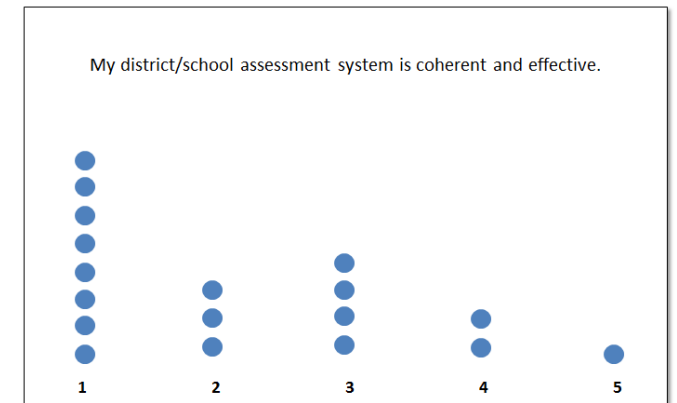 My district/school assessment system is coherent and effective.
1 2 3 4 5